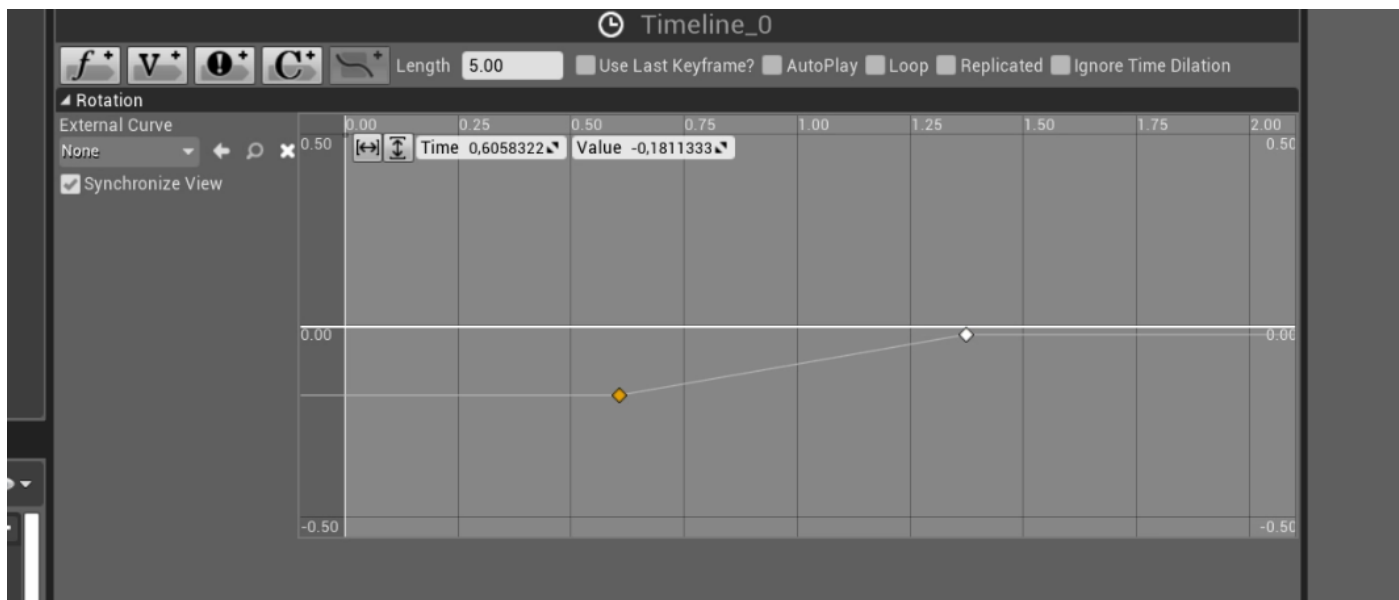 Timeline_0
f+ V+ !+ C+ Length 5.00 Use Last Keyframe? AutoPlay Loop Replicated Ignore Time Dilation
Rotation
External Curve
None
Synchronize View
0.00 0.25 0.50 0.75 1.00 1.25 1.50 1.75 2.00
0.50 Time 0,6058322 Value -0,1811333 0.50
0.00 0.00
-0.50 -0.50